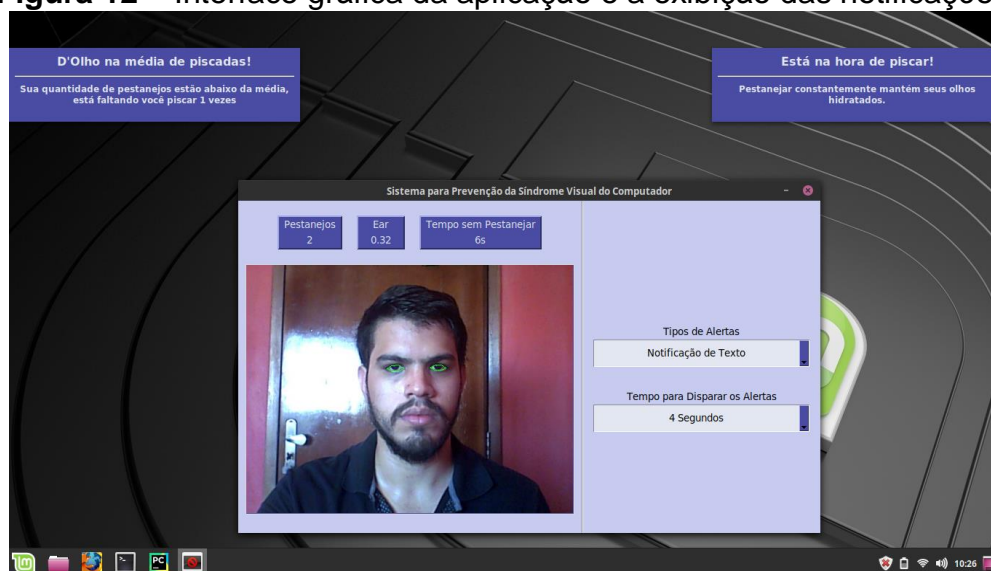 Figura 12 – Interface gráfica da aplicação e a exibição das notificações
D'Olho na média de piscadas!
Sua quantidade de pestanejos estão abaixo da média,
está faltando você piscar 1 vezes
Está na hora de piscar!
Pestanejar constantemente mantém seus olhos
hidratados.
Sistema para Prevenção da Síndrome Visual do Computador
Pestanejos
2
Ear
0.32
Tempo sem Pestanejar
6s
Tipos de Alertas
Notificação de Texto
Tempo para Disparar os Alertas
4 Segundos
PC
10:26